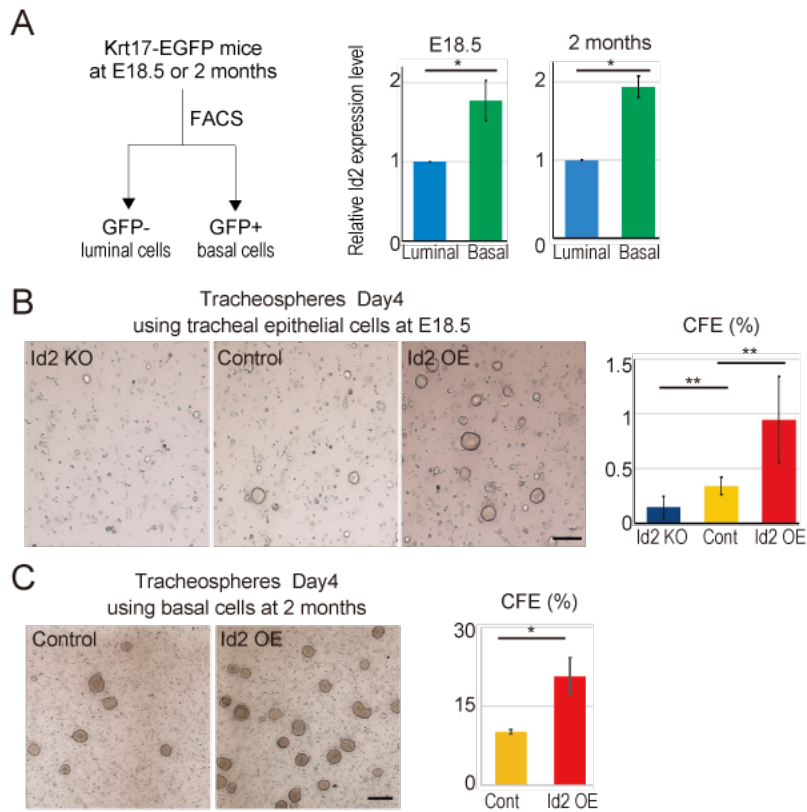 A
Krt17-EGFP mice
at E18.5 or 2 months
FACS
GFP-
luminal cells
GFP+
basal cells
Relative Id2 expression level
E18.5
2
1
0
*
Luminal
Basal
2 months
2
1
0
*
Luminal
Basal
B
Tracheospheres Day4
using tracheal epithelial cells at E18.5
Id2 KO
Control
Id2 OE
CFE (%)
1.5
1
0.5
0
**
**
Id2 KO
Cont
Id2 OE
C
Tracheospheres Day4
using basal cells at 2 months
Control
Id2 OE
CFE (%)
30
15
0
*
Cont
Id2 OE